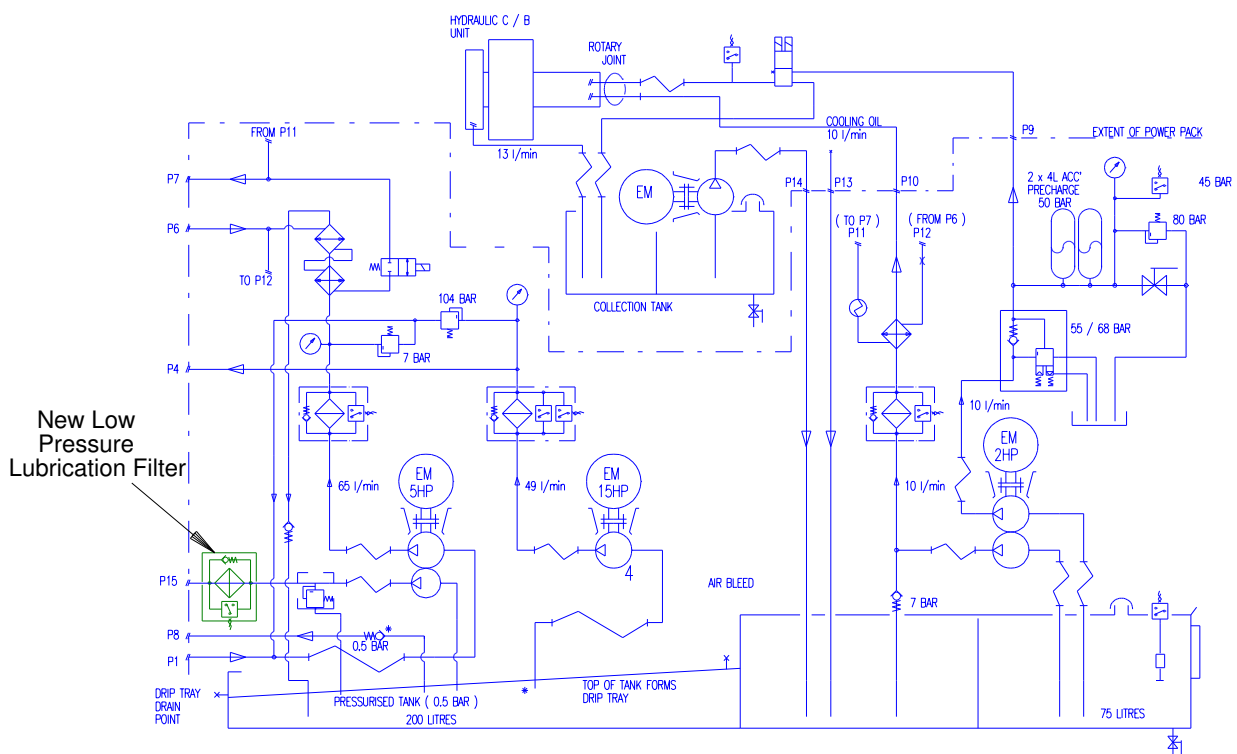 HYDRAULIC C / B
UNIT
ROTARY
JOINT
FROM P11
13 l/min
COOLING OIL
10 l/min
P9
EXTENT OF POWER PACK
P7
EM
P14
P13
P10
2 x 4L ACC'
PRECHARGE
50 BAR
45 BAR
P6
( TO P7 )
P11
( FROM P6 )
P12
80 BAR
TO P12
COLLECTION TANK
104 BAR
7 BAR
55 / 68 BAR
P4
New Low
Pressure
Lubrication Filter
10 l/min
EM
5HP
65 l/min
EM
15HP
49 l/min
10 l/min
EM
2HP
4
P15
AIR BLEED
7 BAR
P8
*
0.5 BAR
P1
DRIP TRAY
DRAIN
POINT
PRESSURISED TANK ( 0.5 BAR )
*
TOP OF TANK FORMS
DRIP TRAY
200 LITRES
75 LITRES